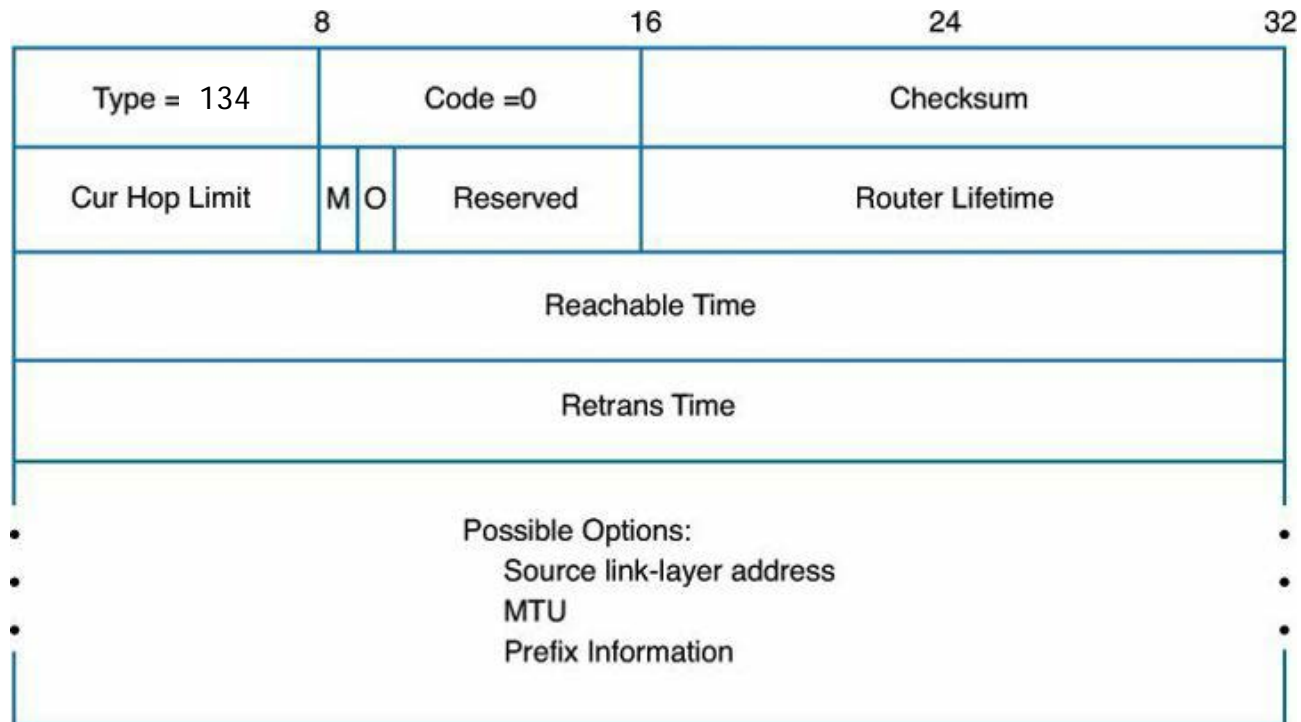 8 16 24 32
Type = 134 Code =0 Checksum
Cur Hop Limit M O Reserved Router Lifetime
Reachable Time
Retrans Time
Possible Options:
Source link-layer address
MTU
Prefix Information